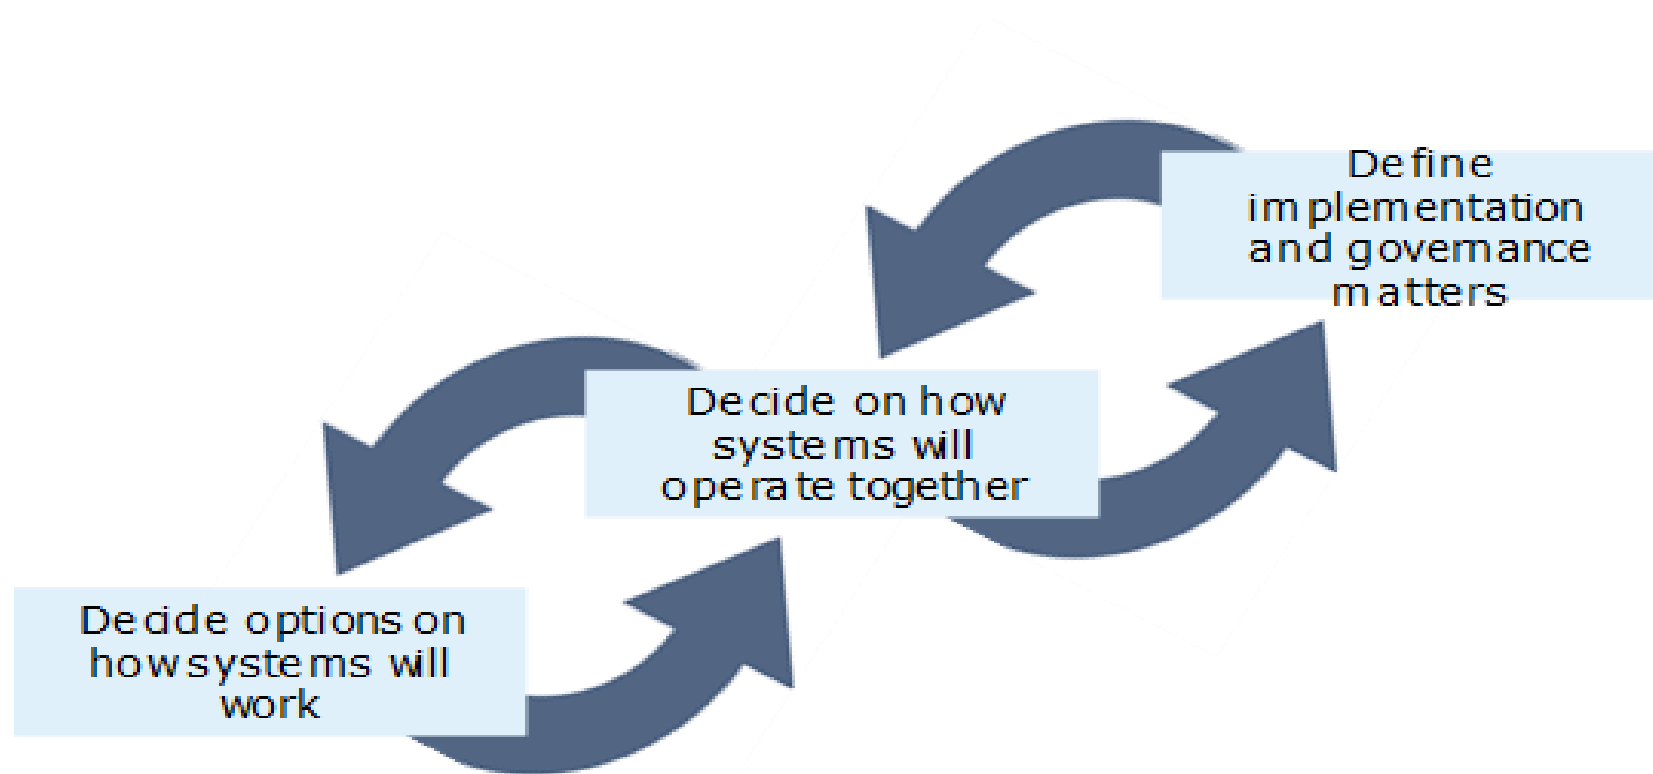 Define
implementation
and governance
matters
Decide on how
systems will
operate together
Decide options on
how systems will
work